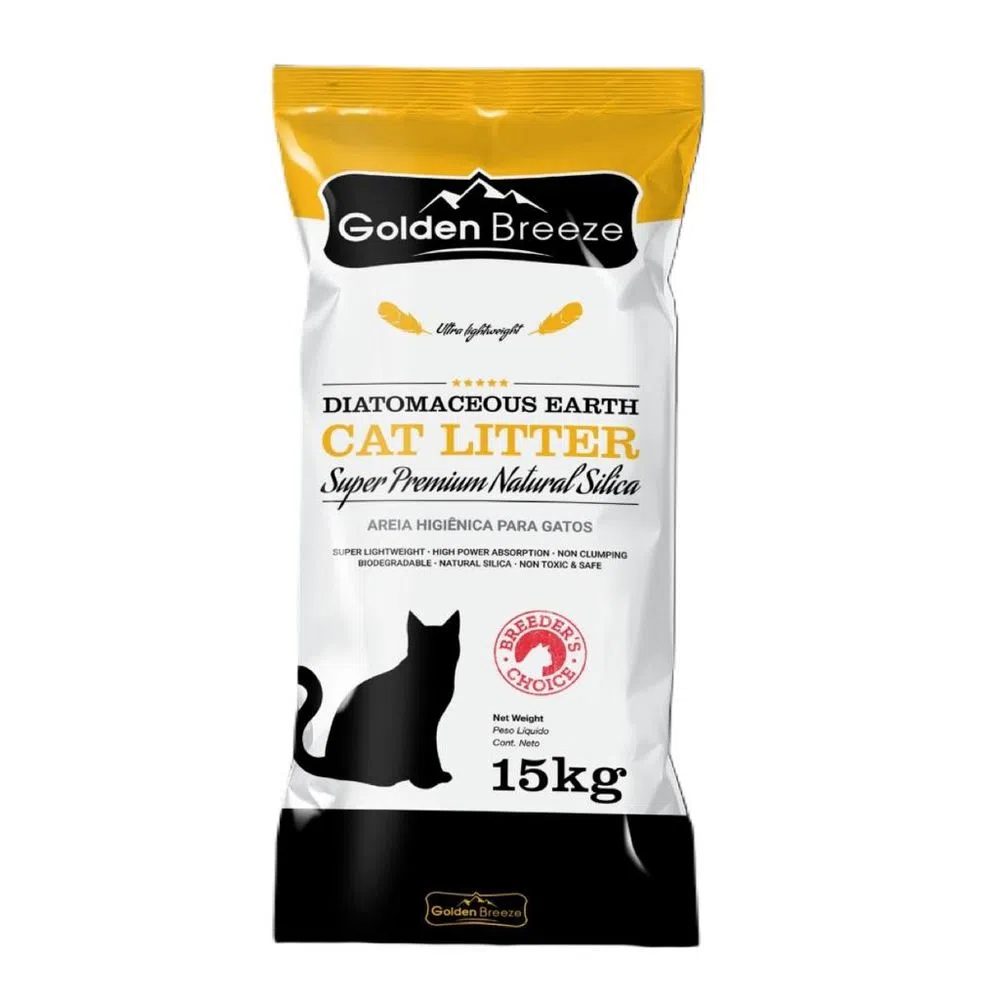 Golden Breeze
Ultra lightweight
DIATOMACEOUS EARTH
CAT LITTER
Super Premium Natural Silica
AREIA HIGIÊNICA PARA GATOS
SUPER LIGHTWEIGHT · HIGH POWER ABSORPTION · NON CLUMPING
BIODEGRADABLE · NATURAL SILICA · NON TOXIC & SAFE
BREEDER'S
CHOICE
Net Weight
Peso Líquido
Cont. Neto
15kg
Golden Breeze